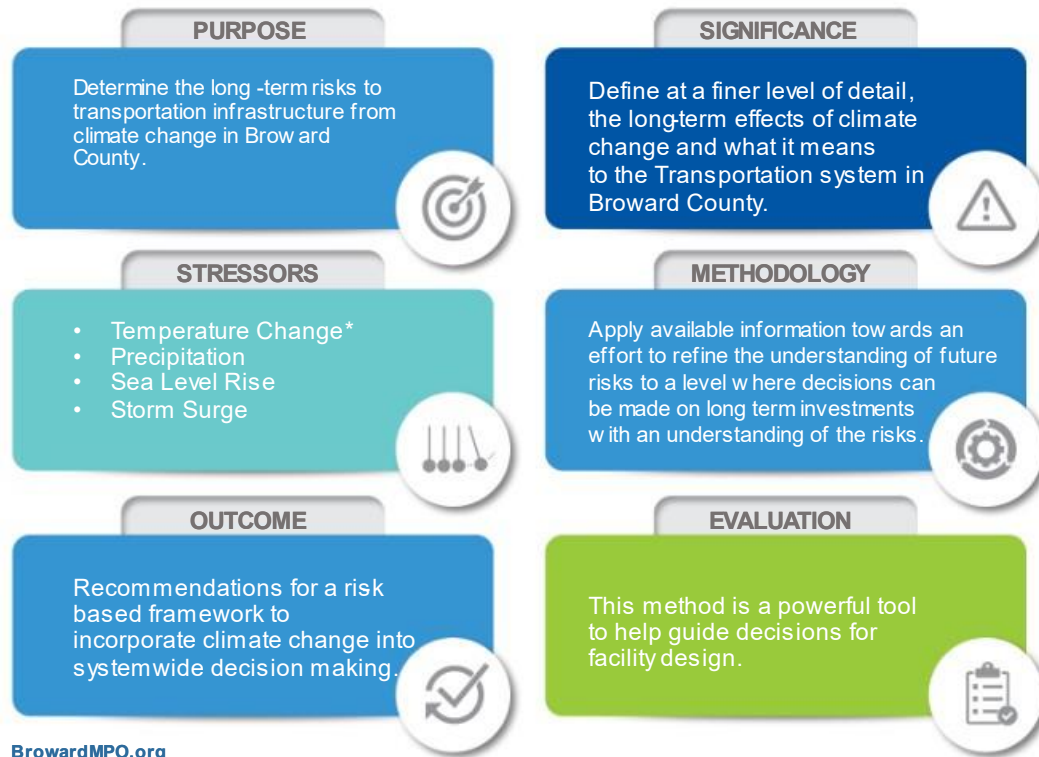 PURPOSE
Determine the long -term risks to
transportation infrastructure from
climate change in Brow ard
County.
SIGNIFICANCE
Define at a finer level of detail,
the long-term effects of climate
change and what it means
to the Transportation system in
Broward County.
STRESSORS
• Temperature Change*
• Precipitation
• Sea Level Rise
• Storm Surge
METHODOLOGY
Apply available information tow ards an
effort to refine the understanding of future
risks to a level w here decisions can
be made on long term investments
w ith an understanding of the risks.
OUTCOME
Recommendations for a risk
based framework to
incorporate climate change into
systemwide decision making.
EVALUATION
This method is a powerful tool
to help guide decisions for
facility design.
BrowardMPO.org